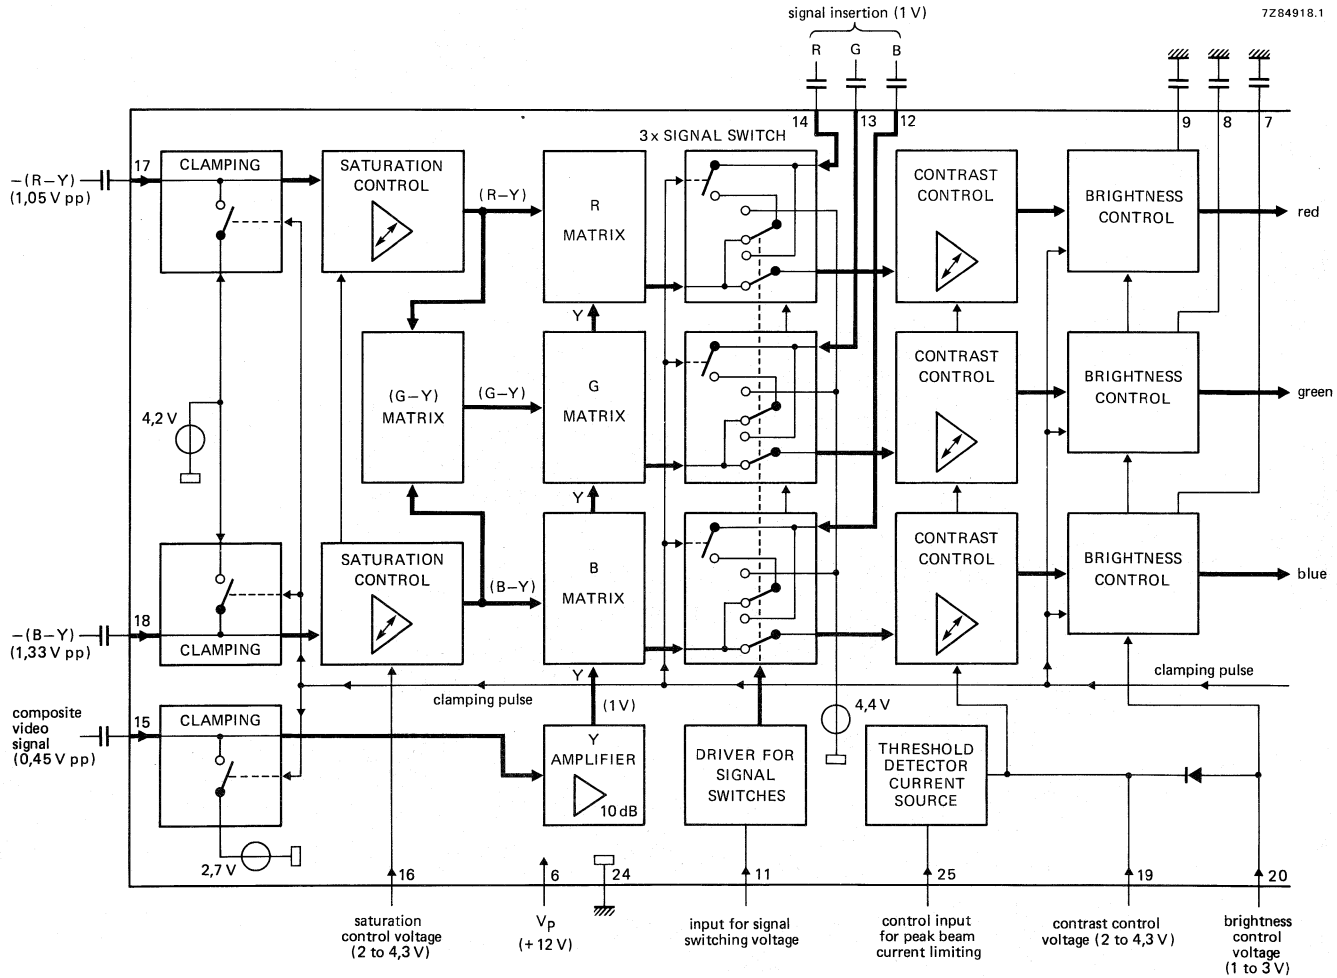 signal insertion (1 V)
7Z84918.1
R
G
B
14
13
12
9
8
7
3 x SIGNAL SWITCH
17
CLAMPING
SATURATION
CONTROL
−(R−Y)
(1,05 V pp)
(R−Y)
R
MATRIX
CONTRAST
CONTROL
BRIGHTNESS
CONTROL
red
Y
4,2 V
(G−Y)
MATRIX
(G−Y)
G
MATRIX
CONTRAST
CONTROL
BRIGHTNESS
CONTROL
green
Y
SATURATION
CONTROL
(B−Y)
B
MATRIX
CONTRAST
CONTROL
BRIGHTNESS
CONTROL
blue
18
−(B−Y)
(1,33 V pp)
CLAMPING
Y
clamping pulse
clamping pulse
(1V)
composite
video
signal
(0,45 V pp)
15
CLAMPING
Y
AMPLIFIER
10 dB
DRIVER FOR
SIGNAL
SWITCHES
4,4 V
THRESHOLD
DETECTOR
CURRENT
SOURCE
2,7 V
16
6
24
11
25
19
20
saturation
control voltage
(2 to 4,3 V)
VP
(+ 12 V)
input for signal
switching voltage
control input
for peak beam
current limiting
contrast control
voltage (2 to 4,3 V)
brightness
control
voltage
(1 to 3 V)